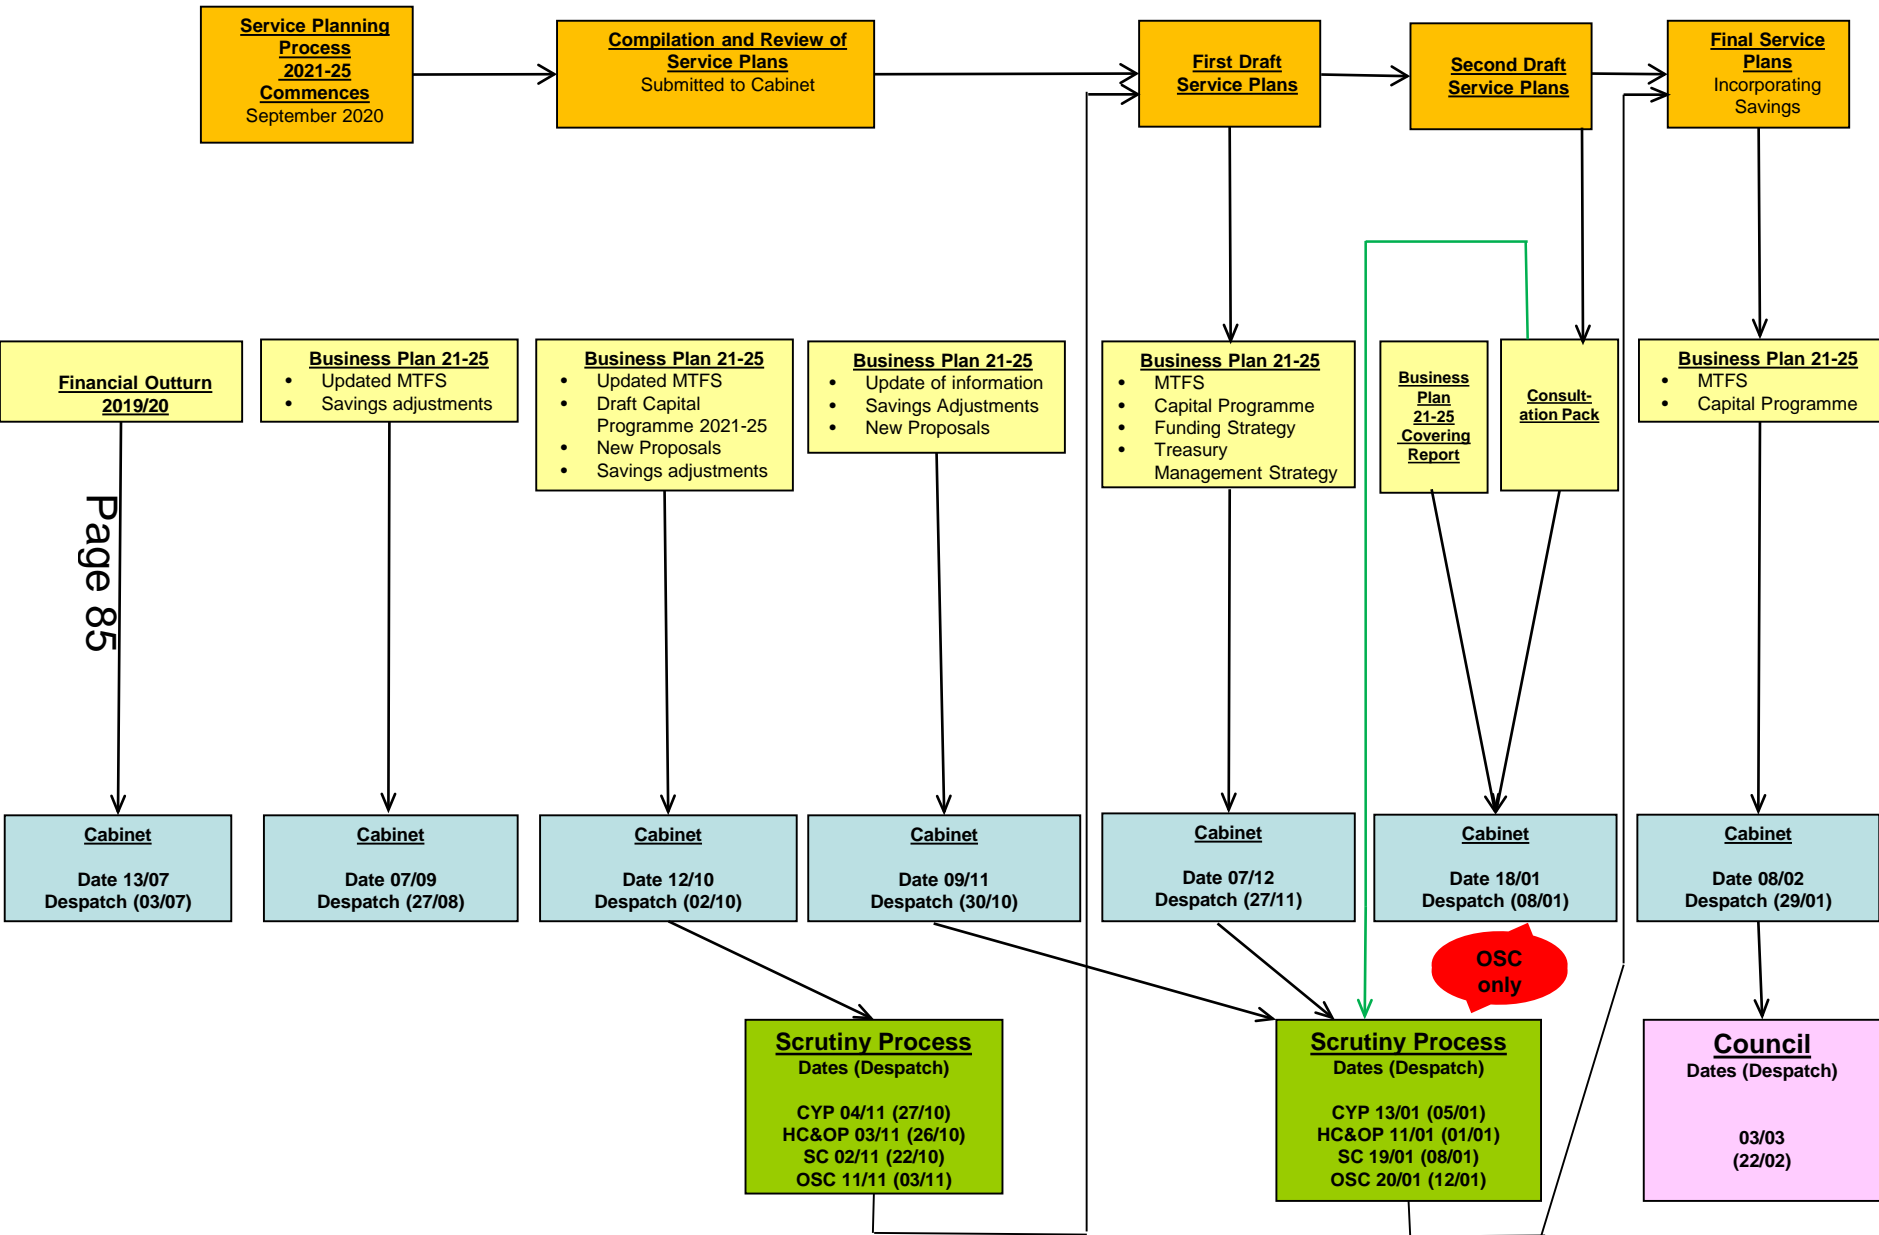 Service Planning
Process
2021-25
Commences
September 2020
Compilation and Review of
Service Plans
Submitted to Cabinet
First Draft
Service Plans
Second Draft
Service Plans
Final Service
Plans
Incorporating
Savings
Financial Outturn
2019/20
Business Plan 21-25
• Updated MTFS
• Savings adjustments
Business Plan 21-25
• Updated MTFS
• Draft Capital
Programme 2021-25
• New Proposals
• Savings adjustments
Business Plan 21-25
• Update of information
• Savings Adjustments
• New Proposals
Business Plan 21-25
• MTFS
• Capital Programme
• Funding Strategy
• Treasury
Management Strategy
Business
Plan
21-25
Covering
Report
Consult-
ation Pack
Business Plan 21-25
• MTFS
• Capital Programme
Page 85
Cabinet
Date 13/07
Despatch (03/07)
Cabinet
Date 07/09
Despatch (27/08)
Cabinet
Date 12/10
Despatch (02/10)
Cabinet
Date 09/11
Despatch (30/10)
Cabinet
Date 07/12
Despatch (27/11)
Cabinet
Date 18/01
Despatch (08/01)
Cabinet
Date 08/02
Despatch (29/01)
OSC
only
Scrutiny Process
Dates (Despatch)
CYP 04/11 (27/10)
HC&OP 03/11 (26/10)
SC 02/11 (22/10)
OSC 11/11 (03/11)
Scrutiny Process
Dates (Despatch)
CYP 13/01 (05/01)
HC&OP 11/01 (01/01)
SC 19/01 (08/01)
OSC 20/01 (12/01)
Council
Dates (Despatch)
03/03
(22/02)